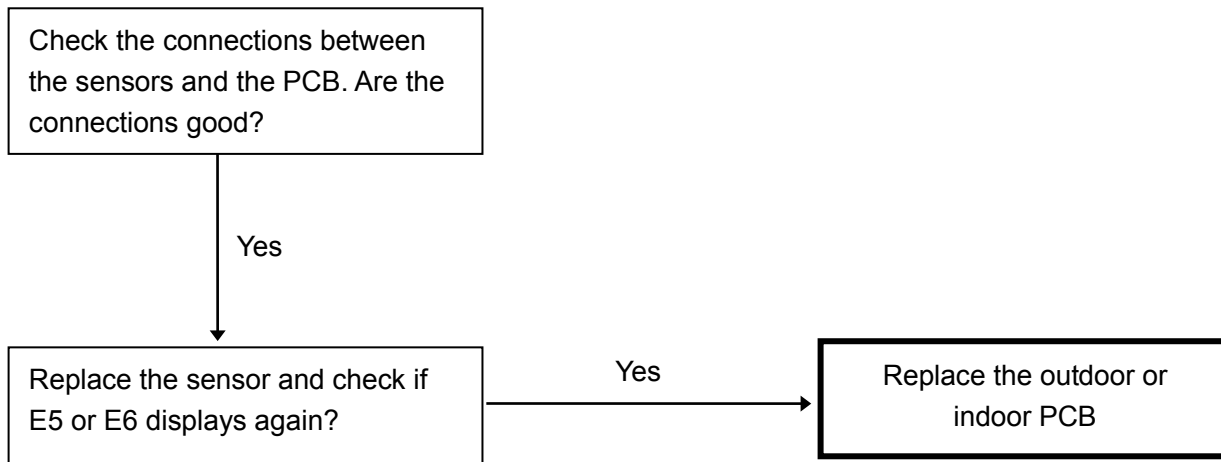 Check the connections between
the sensors and the PCB. Are the
connections good?
Yes
Replace the sensor and check if
E5 or E6 displays again?
Yes
Replace the outdoor or
indoor PCB